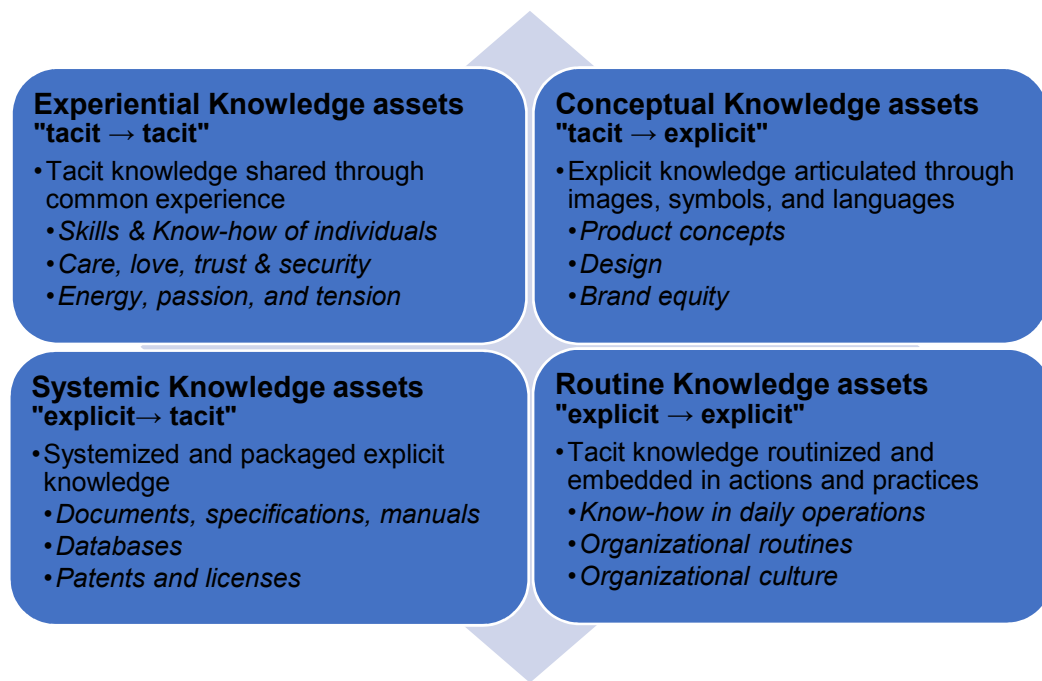 Experiential Knowledge assets
"tacit → tacit"
•Tacit knowledge shared through
common experience
•Skills & Know-how of individuals
•Care, love, trust & security
•Energy, passion, and tension
Conceptual Knowledge assets
"tacit → explicit"
•Explicit knowledge articulated through
images, symbols, and languages
•Product concepts
•Design
•Brand equity
Systemic Knowledge assets
"explicit→ tacit"
•Systemized and packaged explicit
knowledge
•Documents, specifications, manuals
•Databases
•Patents and licenses
Routine Knowledge assets
"explicit → explicit"
•Tacit knowledge routinized and
embedded in actions and practices
•Know-how in daily operations
•Organizational routines
•Organizational culture